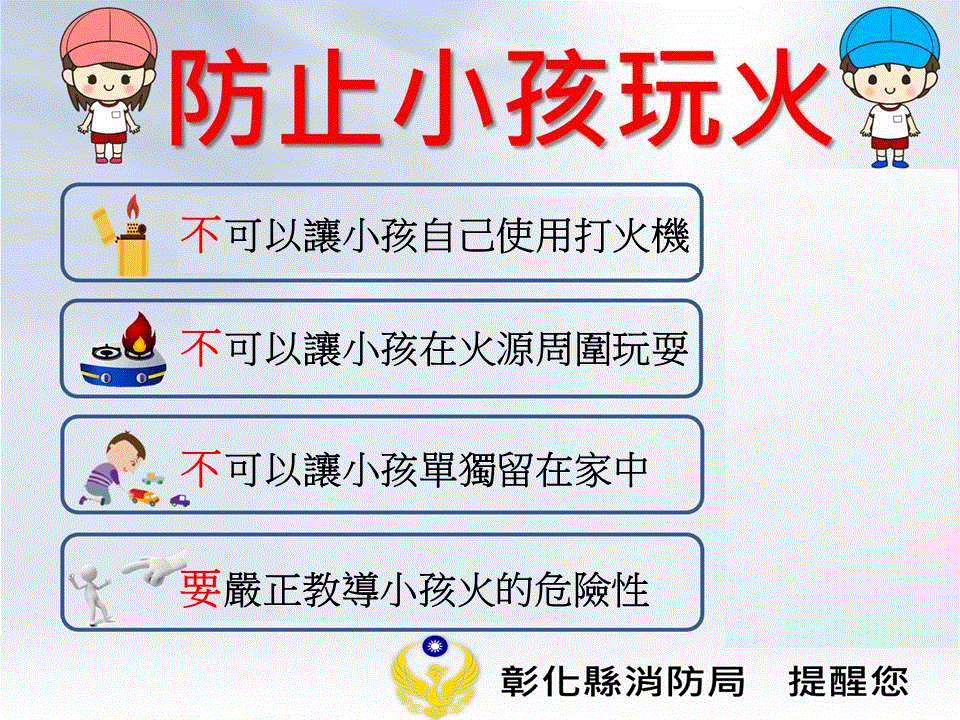 防止小孩玩火
不可以讓小孩自己使用打火機
不可以讓小孩在火源周圍玩耍
不可以讓小孩單獨留在家中
要嚴正教導小孩火的危險性
彰化縣消防局　提醒您